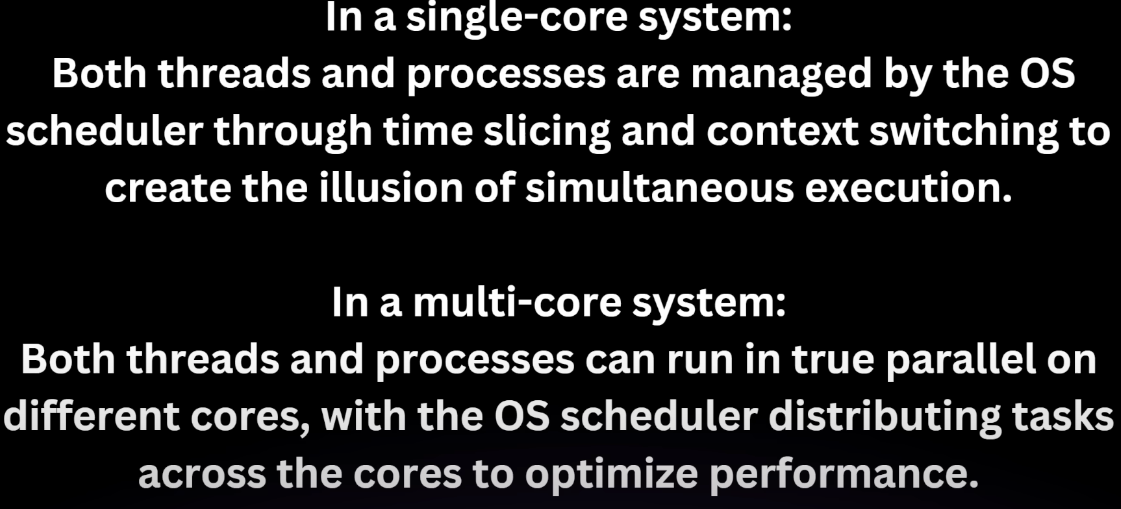 In a single-core system:
Both threads and processes are managed by the OS
scheduler through time slicing and context switching to
create the illusion of simultaneous execution.
In a multi-core system:
Both threads and processes can run in true parallel on
different cores, with the OS scheduler distributing tasks
across the cores to optimize performance.